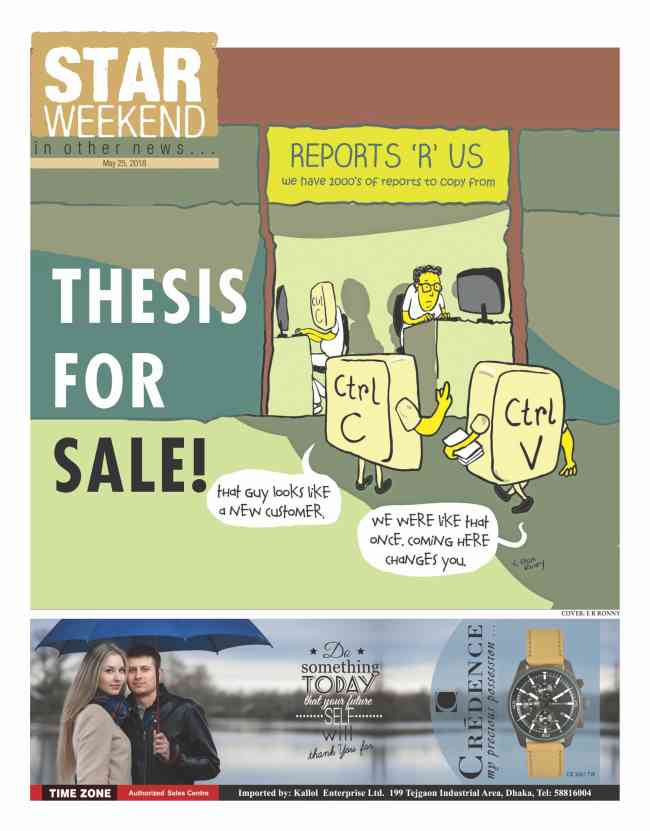 STAR
WEEKEND
in other news...
May 25, 2018
REPORTS 'R' US
we have 1000's of reports to copy from
THESIS
FOR
SALE!
Ctrl
C
Ctrl
C
Ctrl
V
that guy looks like
a new customer.
we were like that
once. coming here
changes you.
Ronny
COVER: E R RONNY
Do
something
TODAY
that your future
SELF
will
thank You for
CREDENCE
my precious possession ...
TIME ZONE
Authorized Sales Centre
Imported by: Kallol Enterprise Ltd. 199 Tejgaon Industrial Area, Dhaka, Tel: 58816004